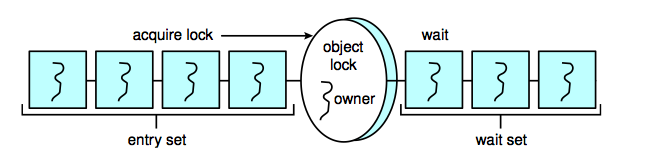 acquire lock
object
lock
owner
wait
entry set
wait set